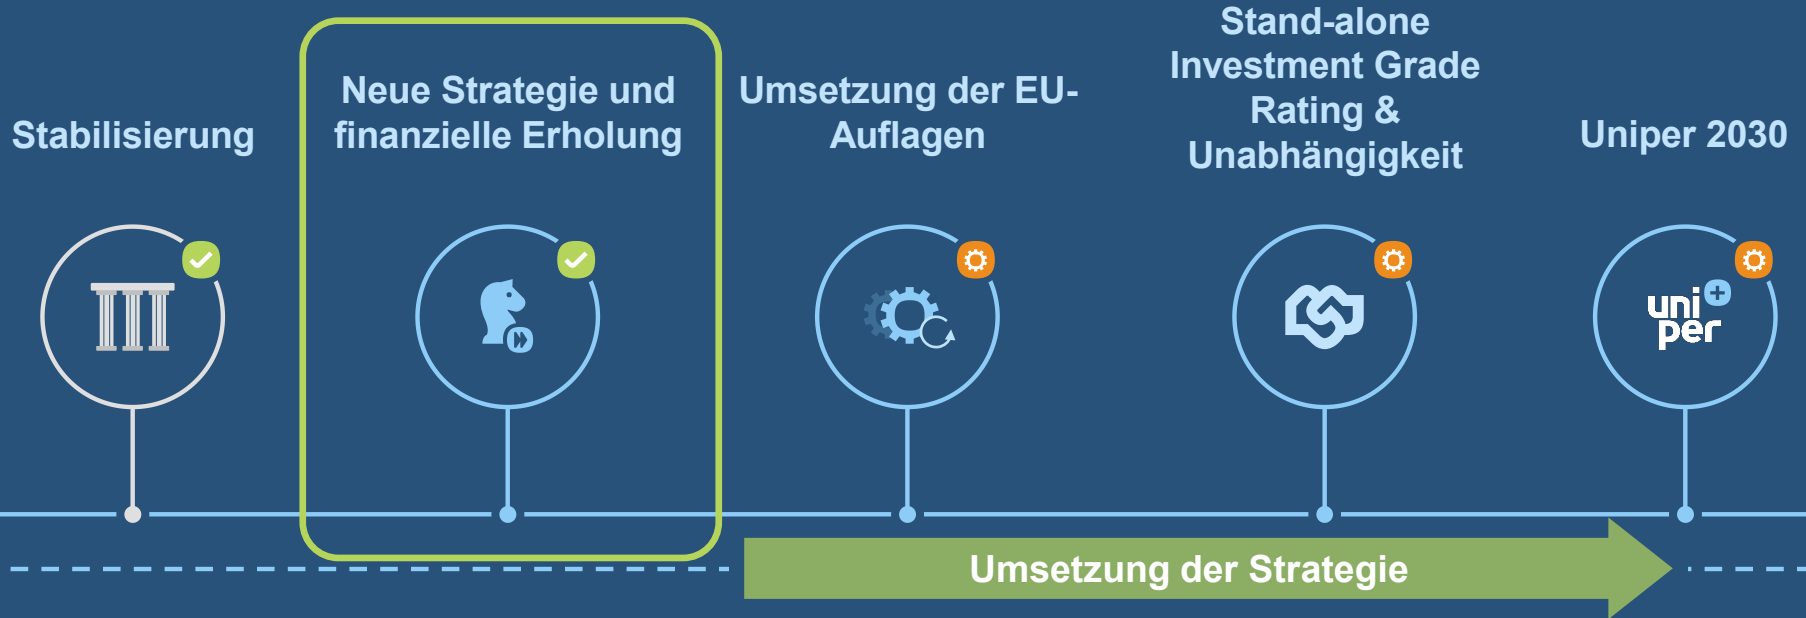 Stabilisierung
Neue Strategie und
finanzielle Erholung
Umsetzung der EU-
Auflagen
Stand-alone
Investment Grade
Rating &
Unabhängigkeit
Uniper 2030
uni
per
Umsetzung der Strategie